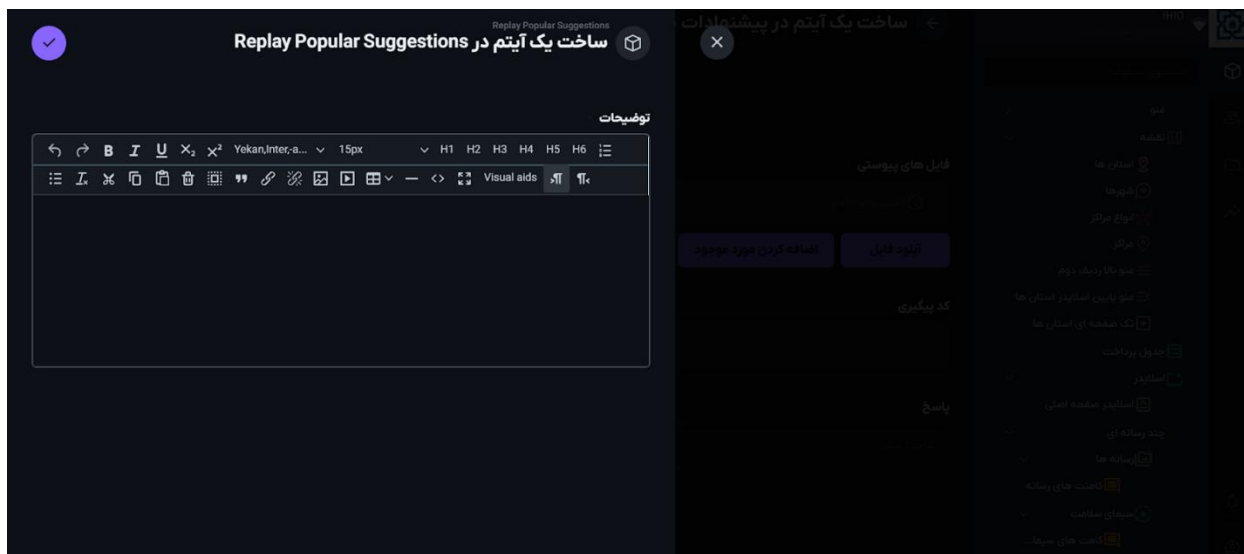 Replay Popular Suggestions
ساخت یک آیتم در Replay Popular Suggestions
توضیحات
Yekan,Inter,-a... 15px H1 H2 H3 H4 H5 H6
Visual aids
ساخت یک آیتم در پیشنهادات
فایل های پیوستی
آپلود فایل
اضافه کردن مورد موجود
کد پیگیری
پاسخ
منو
نقشه
استان ها
شهرها
انواع مراکز
مراکز
منو بالا ردیف دوم
منو پایین اسلایدر استان ها
تک صفحه ای استان ها
جدول پرداخت
اسلایدر
اسلایدر صفحه اصلی
چند رسانه ای
رسانه ها
کامنت های رسانه
سیمای سلامت
کامت های سیما...